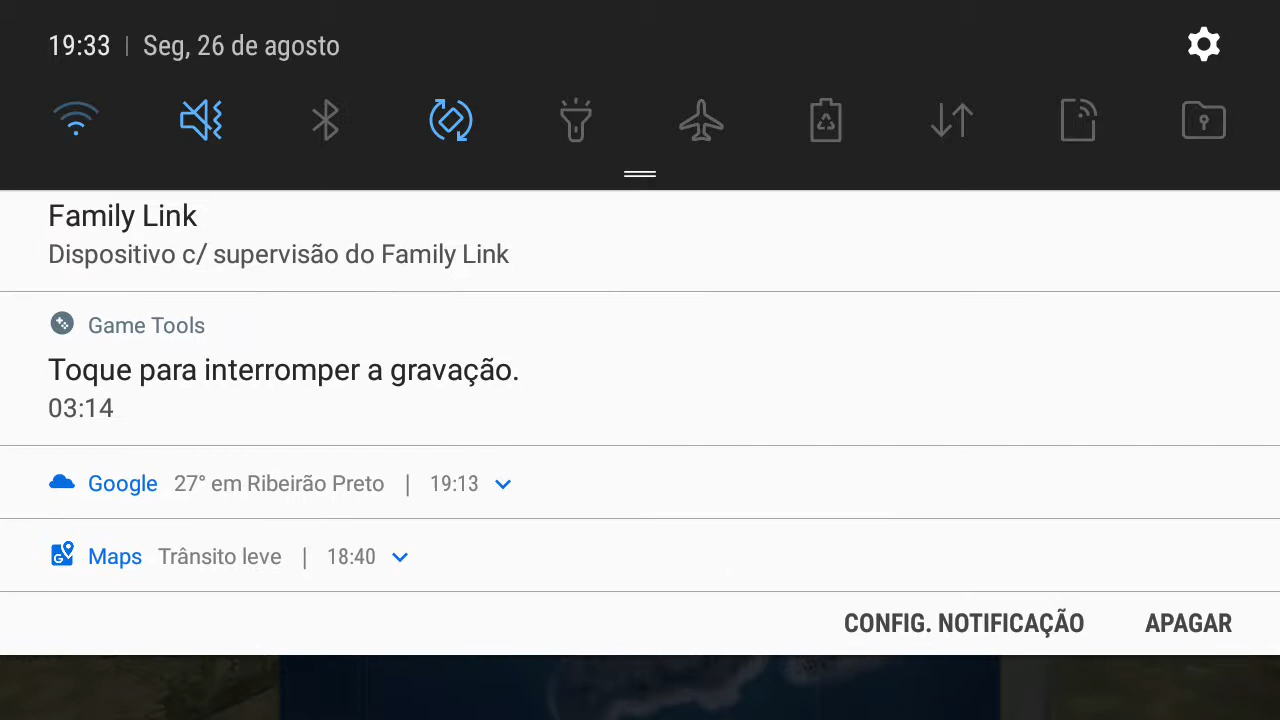 19:33 | Seg, 26 de agosto
Family Link
Dispositivo c/ supervisão do Family Link
Game Tools
Toque para interromper a gravação.
03:14
Google 27° em Ribeirão Preto | 19:13
Maps Trânsito leve | 18:40
CONFIG. NOTIFICAÇÃO APAGAR